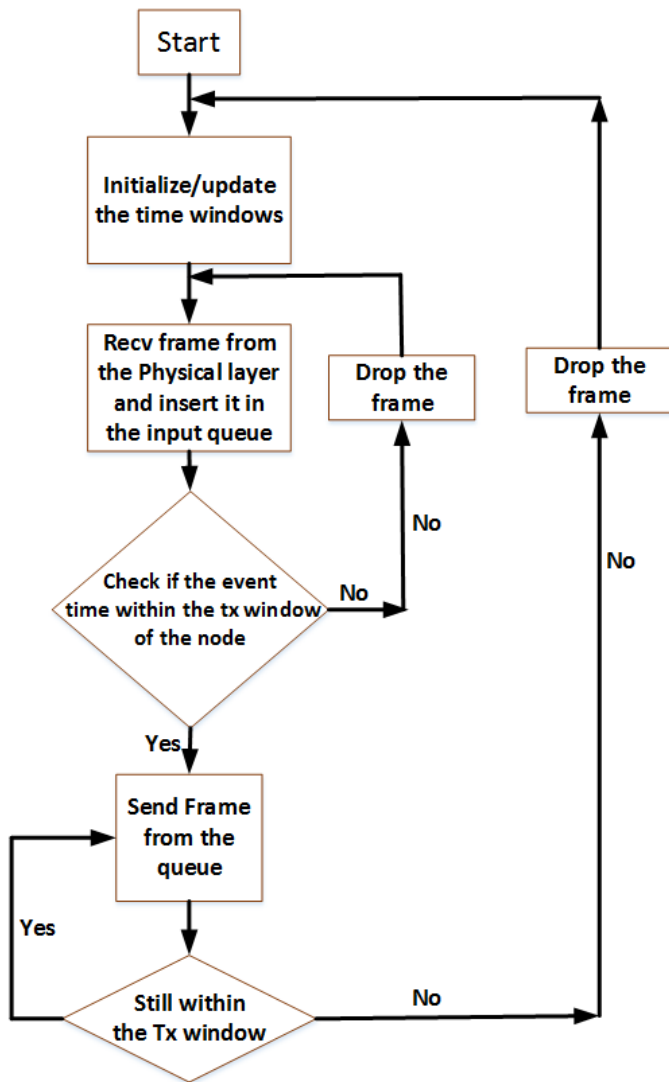 Start
Initialize/update
the time windows
Recv frame from
the Physical layer
and insert it in
the input queue
Drop the
frame
Drop the
frame
No
No
Check if the event
time within the tx window
of the node
No
Yes
Send Frame
from the
queue
Yes
Still within
the Tx window
No